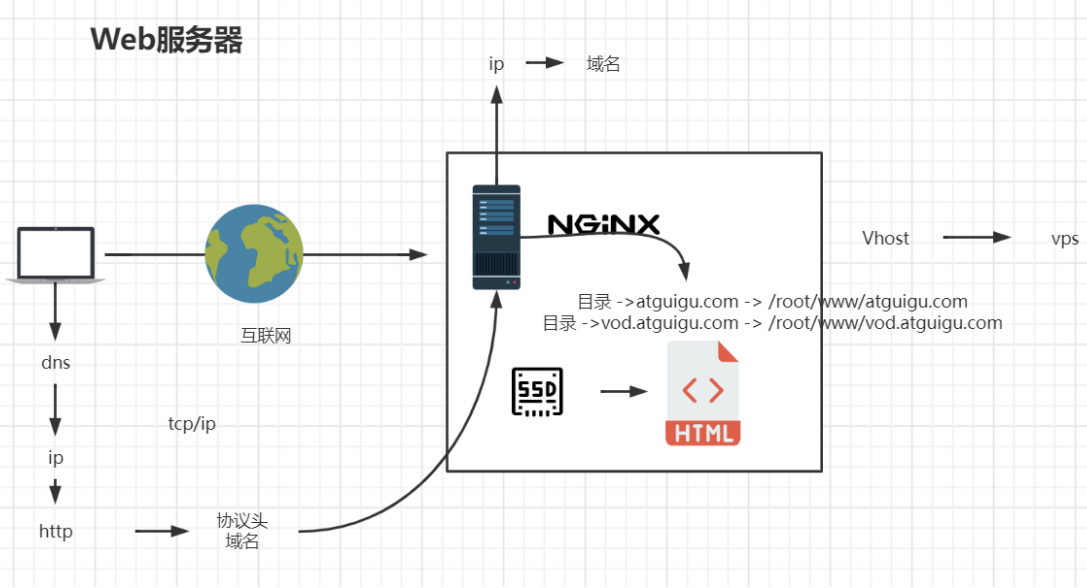 Web服务器
ip
域名
NGiNX
Vhost
vps
目录 ->atguigu.com -> /root/www/atguigu.com
目录 ->vod.atguigu.com -> /root/www/vod.atguigu.com
互联网
dns
SSD
HTML
tcp/ip
ip
http
协议头
域名